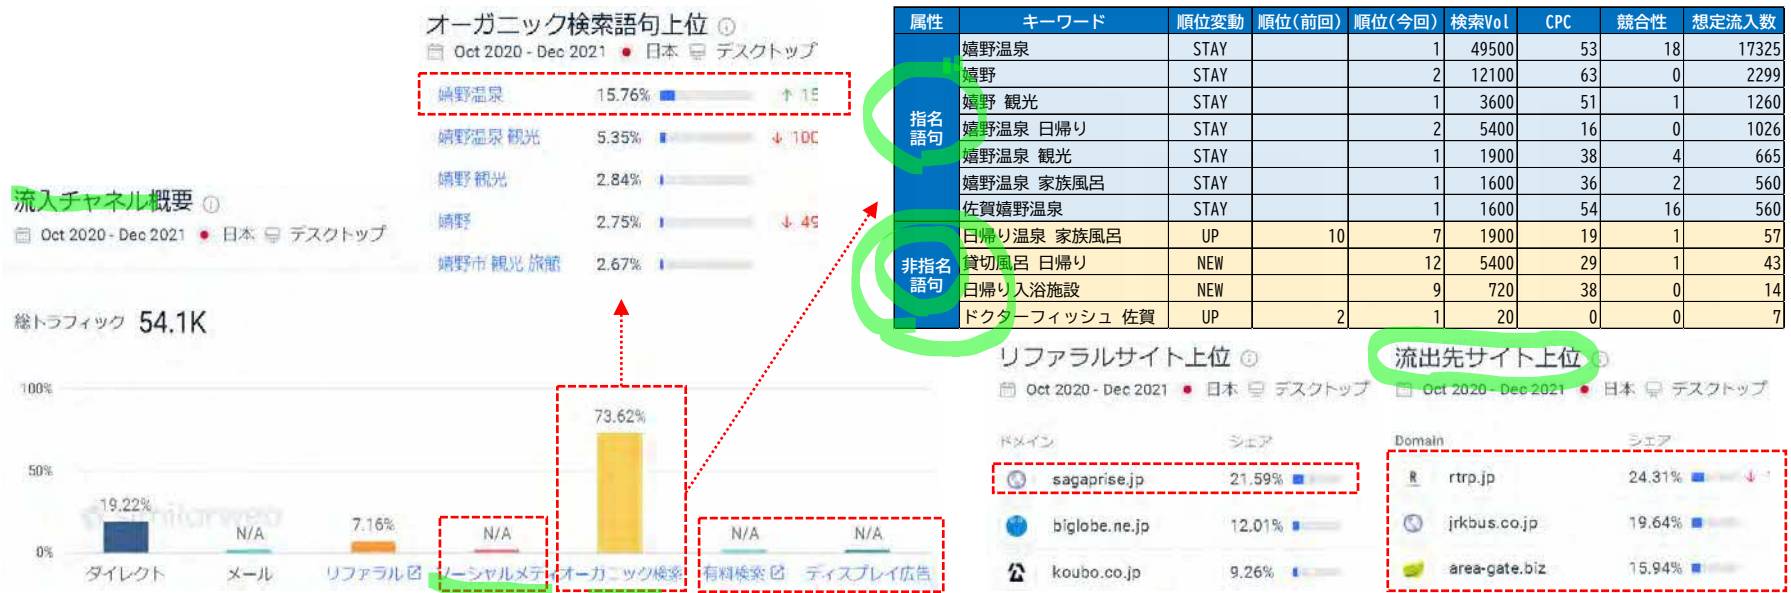 オーガニック検索語句上位
Oct 2020 - Dec 2021 • 日本 デスクトップ
嬉野温泉 15.76% ↑ 15
嬉野温泉 観光 5.35% ↓ 100
嬉野 観光 2.84%
嬉野 2.75% ↓ 49
嬉野市 観光 旅館 2.67%
流入チャネル概要
Oct 2020 - Dec 2021 • 日本 デスクトップ
総トラフィック 54.1K
100%
50%
0%
19.22%
N/A
7.16%
N/A
73.62%
N/A
N/A
similarweb
ダイレクト メール リファラル ソーシャルメディ オーガニック検索 有料検索 ディスプレイ広告
属性 キーワード 順位変動 順位(前回) 順位(今回) 検索Vol CPC 競合性 想定流入数
指名
語句
嬉野温泉 STAY 1 49500 53 18 17325
嬉野 STAY 2 12100 63 0 2299
嬉野 観光 STAY 1 3600 51 1 1260
嬉野温泉 日帰り STAY 2 5400 16 0 1026
嬉野温泉 観光 STAY 1 1900 38 4 665
嬉野温泉 家族風呂 STAY 1 1600 36 2 560
佐賀嬉野温泉 STAY 1 1600 54 16 560
非指名
語句
日帰り温泉 家族風呂 UP 10 7 1900 19 1 57
貸切風呂 日帰り NEW 12 5400 29 1 43
日帰り入浴施設 NEW 9 720 38 0 14
ドクターフィッシュ 佐賀 UP 2 1 20 0 0 7
リファラルサイト上位
Oct 2020 - Dec 2021 • 日本 デスクトップ
ドメイン シェア
sagaprise.jp 21.59%
biglobe.ne.jp 12.01%
koubo.co.jp 9.26%
流出先サイト上位
Oct 2020 - Dec 2021 • 日本 デスクトップ
Domain シェア
R rtrp.jp 24.31% ↓
jrkbus.co.jp 19.64%
area-gate.biz 15.94%